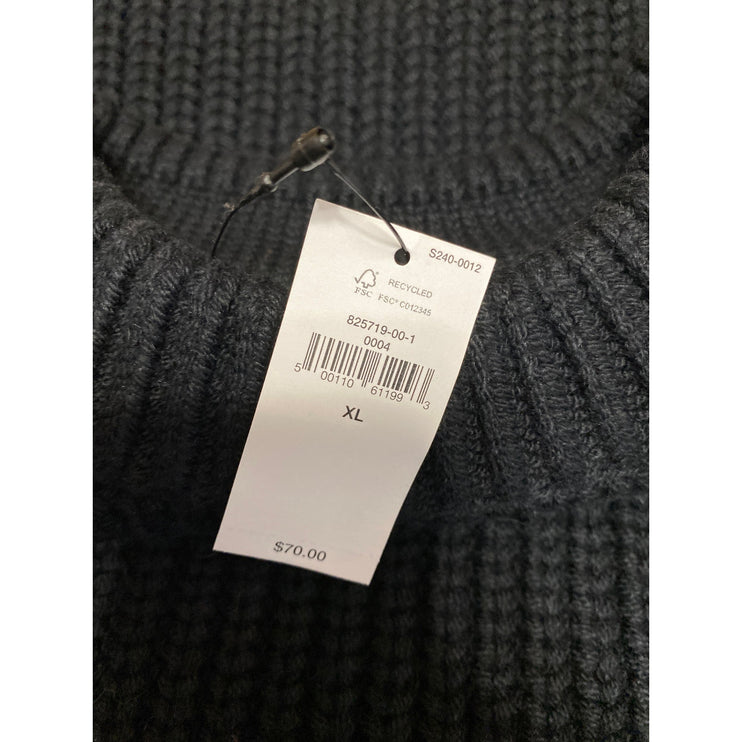 S240-0012
RECYCLED
FSC FSC® C012345
825719-00-1
0004
5 00110 61199 3
XL
$70.00